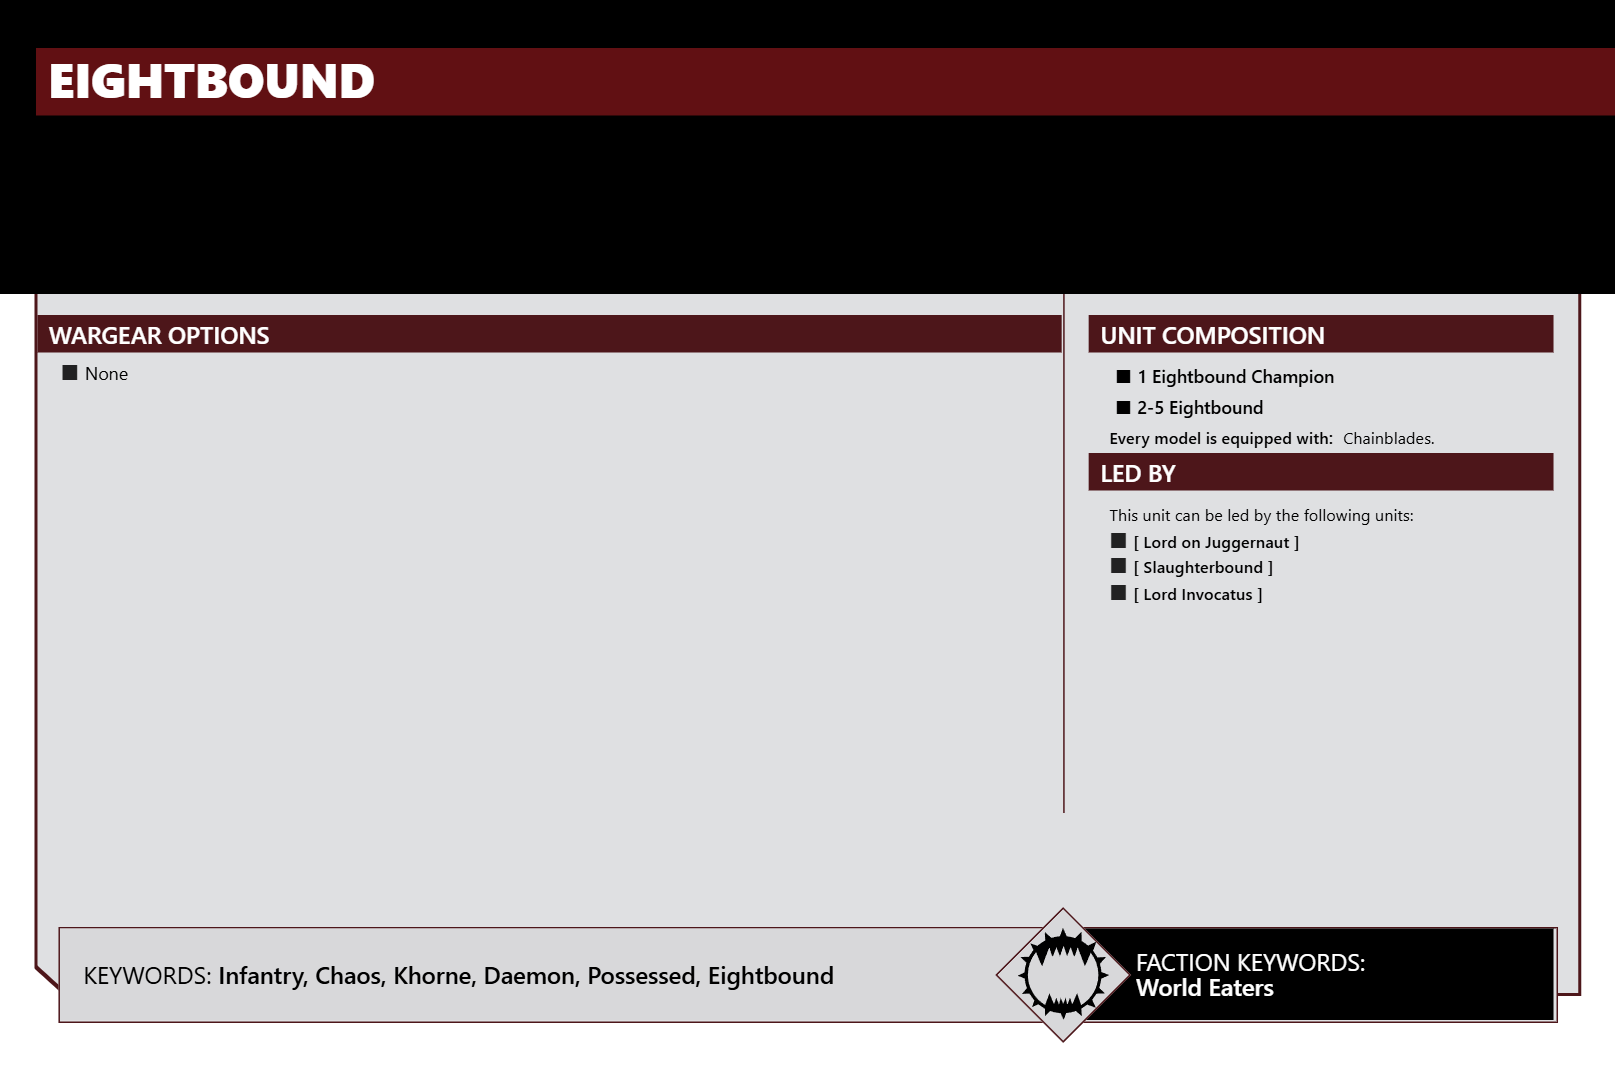 EIGHTBOUND
WARGEAR OPTIONS
None
UNIT COMPOSITION
1 Eightbound Champion
2-5 Eightbound
Every model is equipped with: Chainblades.
LED BY
This unit can be led by the following units:
[ Lord on Juggernaut ]
[ Slaughterbound ]
[ Lord Invocatus ]
KEYWORDS: Infantry, Chaos, Khorne, Daemon, Possessed, Eightbound
FACTION KEYWORDS:
World Eaters